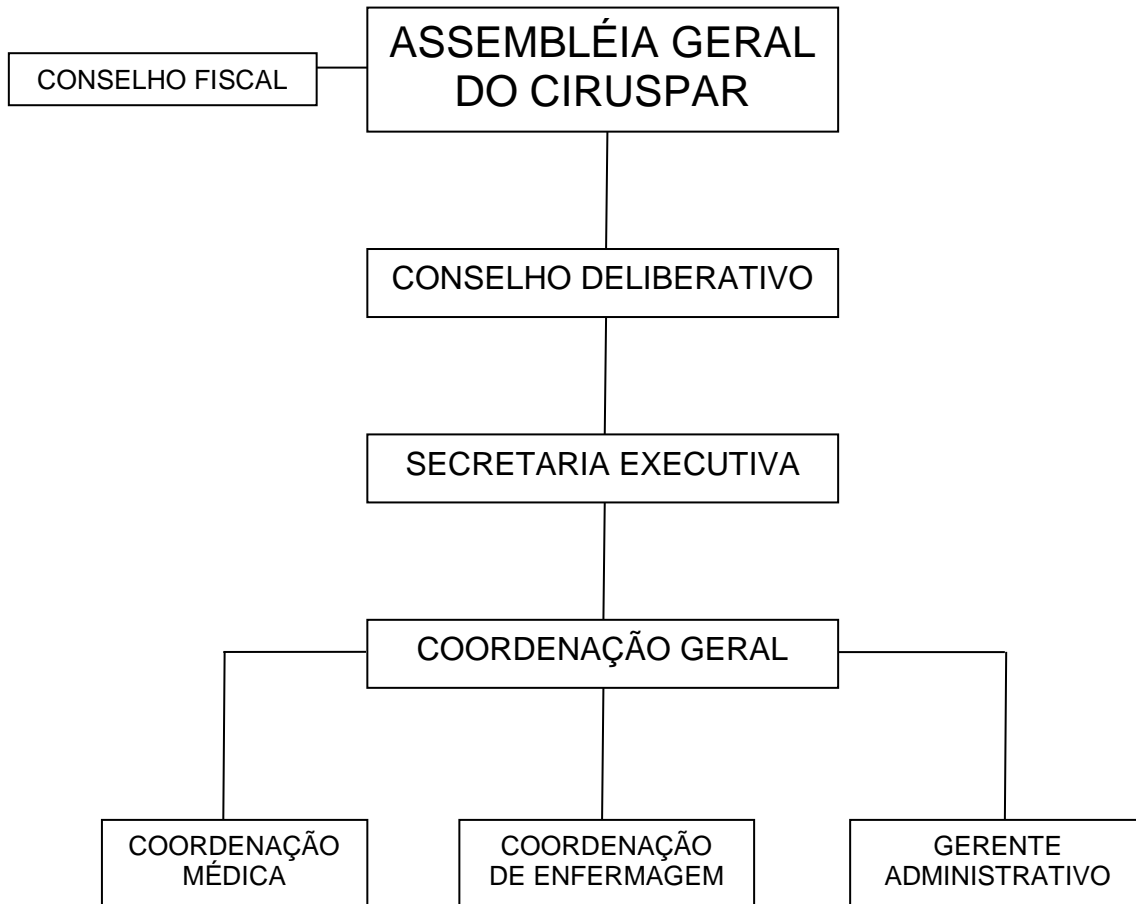 ASSEMBLÉIA GERAL
DO CIRUSPAR
CONSELHO FISCAL
CONSELHO DELIBERATIVO
SECRETARIA EXECUTIVA
COORDENAÇÃO GERAL
COORDENAÇÃO
MÉDICA
COORDENAÇÃO
DE ENFERMAGEM
GERENTE
ADMINISTRATIVO